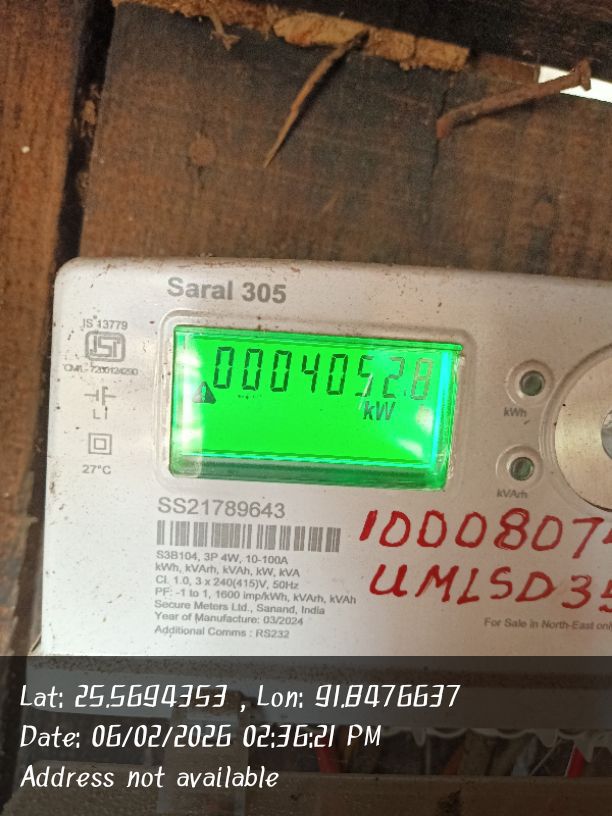 Saral 305
IS 13779
0004052.8
kW
L1
27°C
kWh
kVArh
SS21789643
S3B104, 3P 4W, 10-100A
kWh, kVArh, kVAh, kW, kVA
Cl. 1.0, 3 x 240(415)V, 50Hz
PF: -1 to 1, 1600 imp/kWh, kVArh, kVAh
Secure Meters Ltd., Sanand, India
Year of Manufacture: 03/2024
Additional Comms : RS232
1000807
UMLSD35
For Sale in North-East only
Lat: 25.5694353 , Lon: 91.8476637
Date: 06/02/2026 02:36:21 PM
Address not available